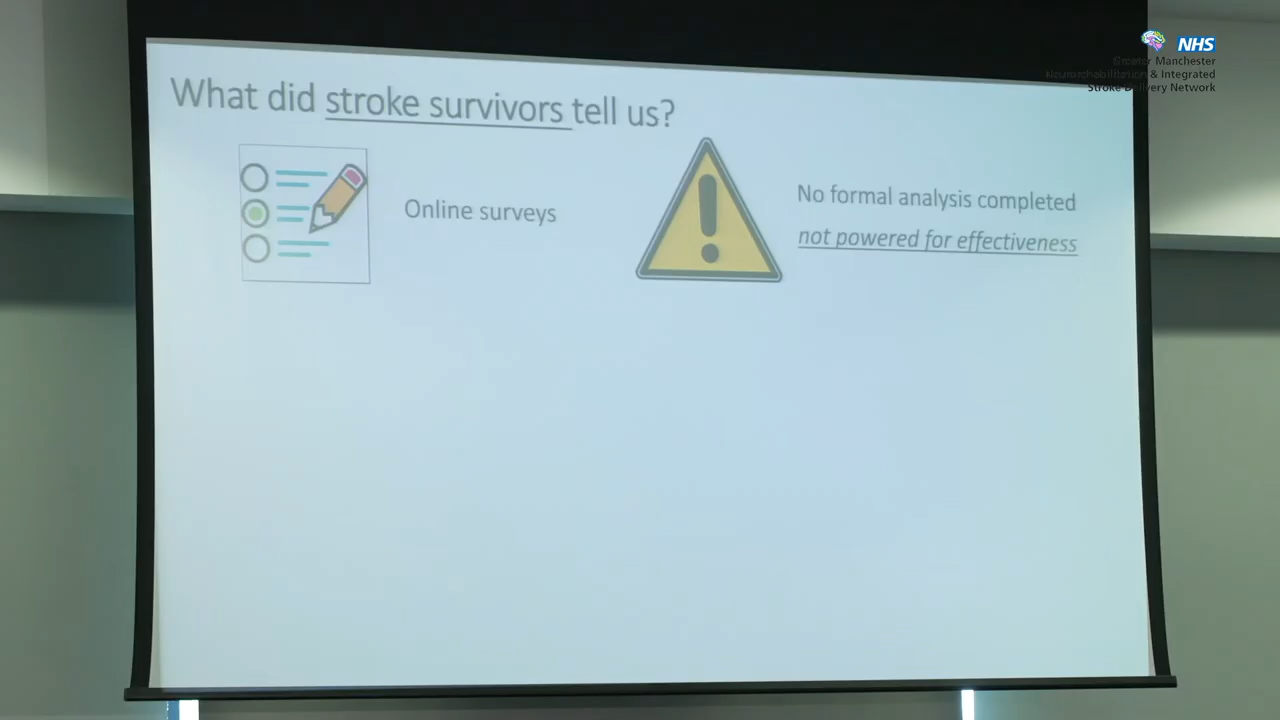 What did stroke survivors tell us?
Online surveys
No formal analysis completed
not powered for effectiveness
NHS
Greater Manchester
Neurorehabilitation & Integrated
Stroke Delivery Network